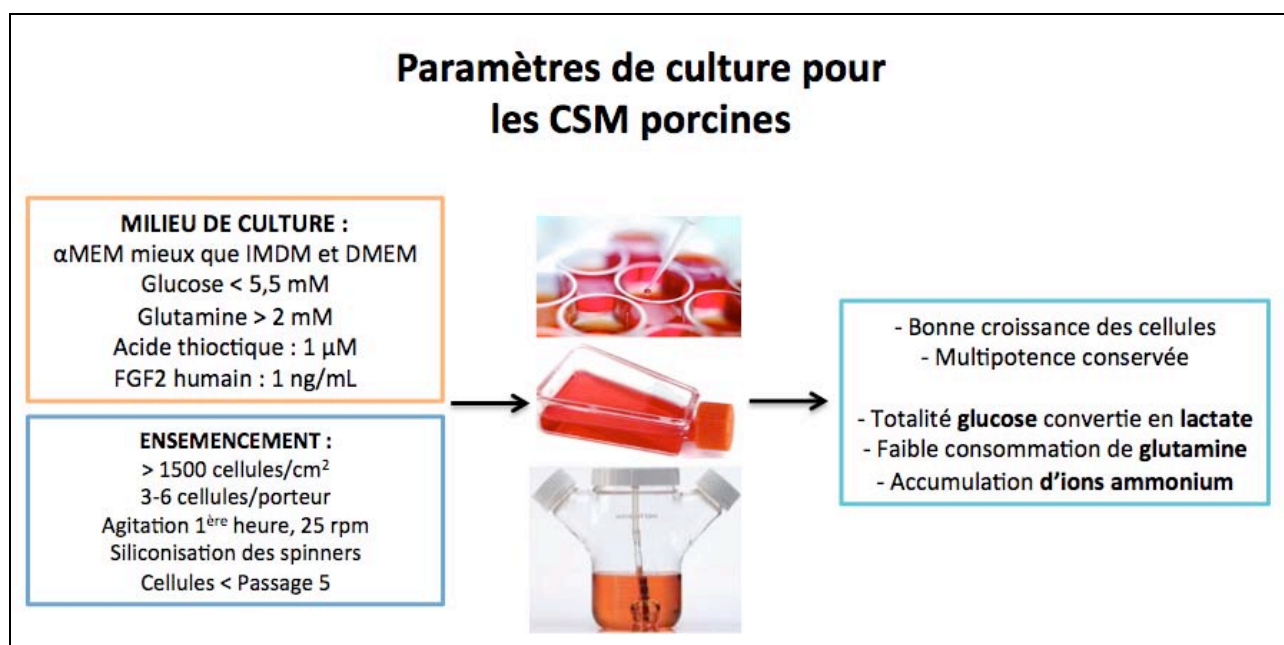 Paramètres de culture pour
les CSM porcines
MILIEU DE CULTURE :
αMEM mieux que IMDM et DMEM
Glucose < 5,5 mM
Glutamine > 2 mM
Acide thioctique : 1 µM
FGF2 humain : 1 ng/mL
ENSEMENCEMENT :
> 1500 cellules/cm²
3-6 cellules/porteur
Agitation 1ère heure, 25 rpm
Siliconisation des spinners
Cellules < Passage 5
- Bonne croissance des cellules
- Multipotence conservée
- Totalité glucose convertie en lactate
- Faible consommation de glutamine
- Accumulation d'ions ammonium